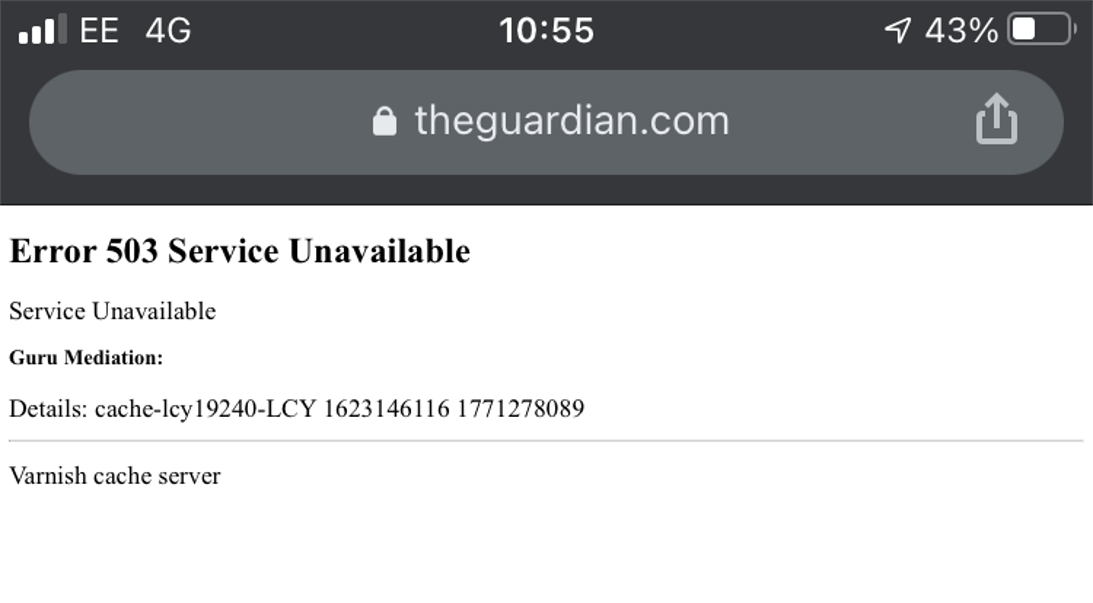 EE 4G 10:55 43%
theguardian.com
Error 503 Service Unavailable
Service Unavailable
Guru Mediation:
Details: cache-lcy19240-LCY 1623146116 1771278089
Varnish cache server